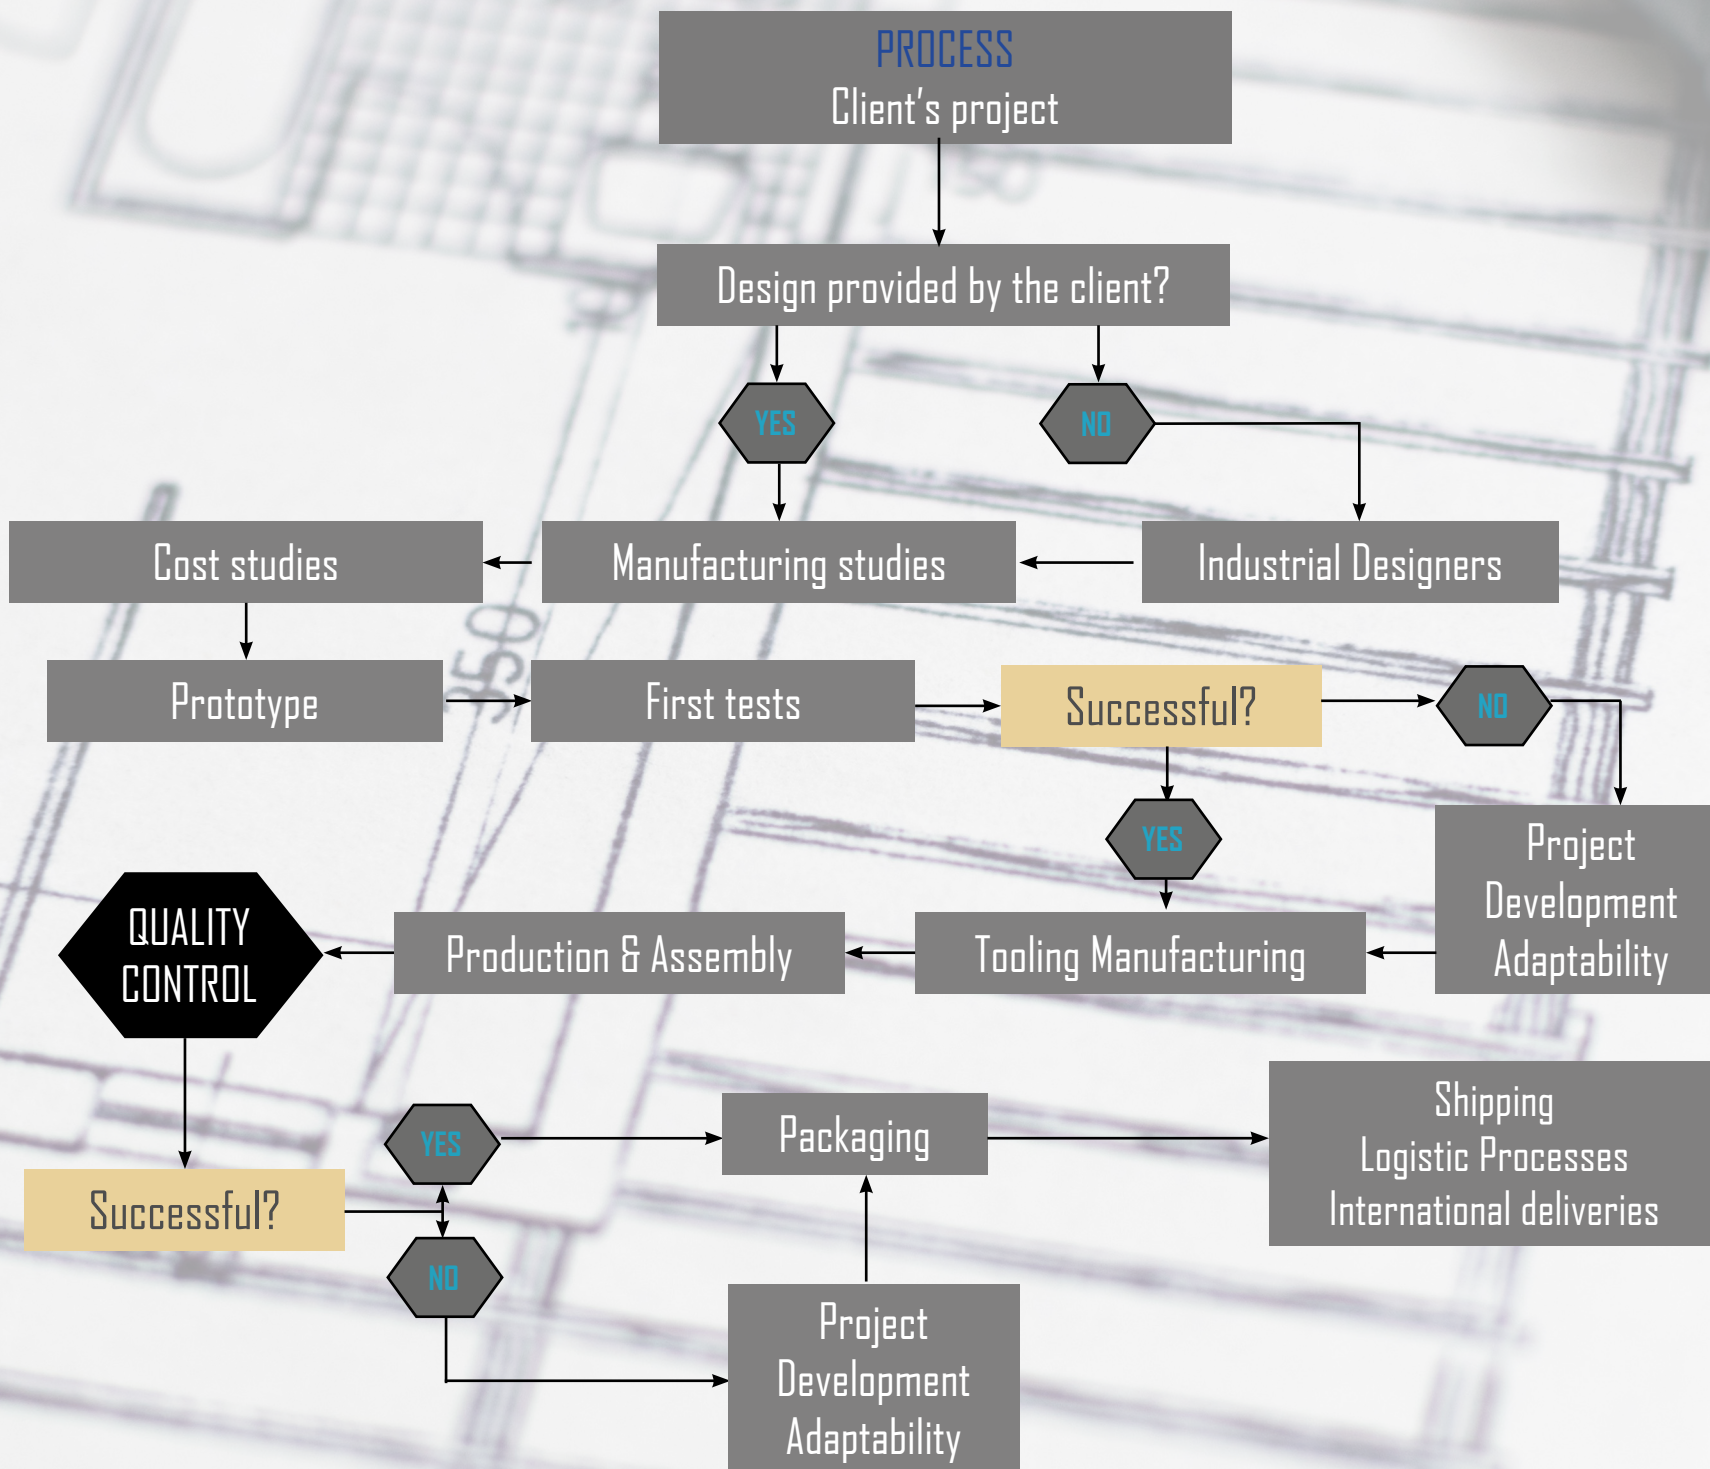 PROCESS
Client's project
Design provided by the client?
YES
NO
Cost studies
Manufacturing studies
Industrial Designers
Prototype
First tests
Successful?
NO
YES
Project
Development
Adaptability
QUALITY
CONTROL
Production & Assembly
Tooling Manufacturing
Successful?
YES
NO
Packaging
Shipping
Logistic Processes
International deliveries
Project
Development
Adaptability
350